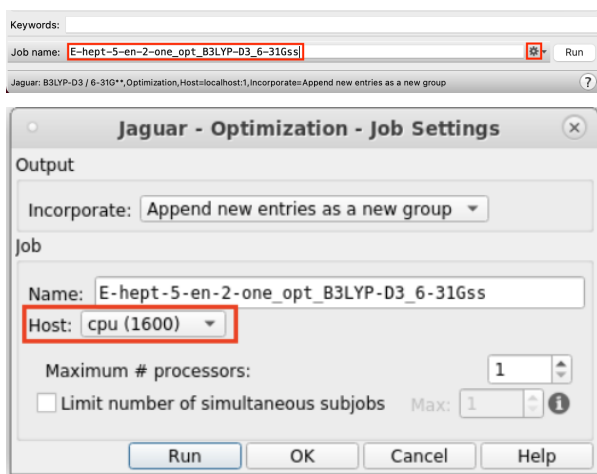 Keywords:
Job name: E-hept-5-en-2-one_opt_B3LYP-D3_6-31Gss Run
Jaguar: B3LYP-D3 / 6-31G**,Optimization,Host=localhost:1,Incorporate=Append new entries as a new group ?
Jaguar - Optimization - Job Settings
Output
Incorporate: Append new entries as a new group
Job
Name: E-hept-5-en-2-one_opt_B3LYP-D3_6-31Gss
Host: cpu (1600)
Maximum # processors: 1
Limit number of simultaneous subjobs Max: 1
Run OK Cancel Help